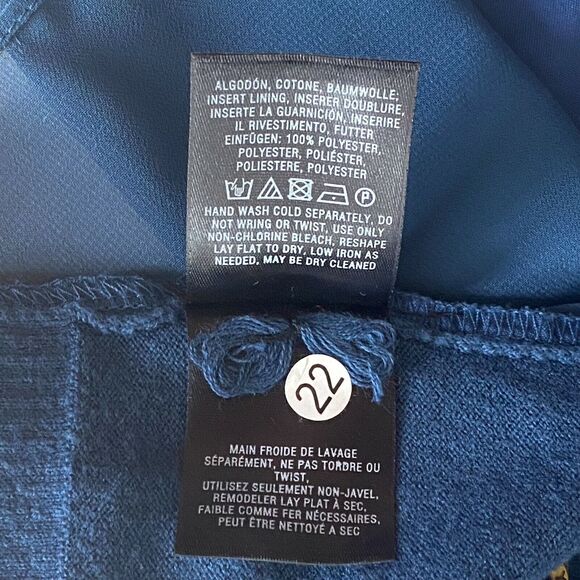 ALGODÓN, COTONE, BAUMWOLLE;
INSERT LINING, INSERER DOUBLURE,
INSERTE LA GUARNICIÓN, INSERIRE
IL RIVESTIMENTO, FUTTER
EINFÜGEN: 100% POLYESTER,
POLYESTER, POLIÉSTER,
POLIESTERE, POLYESTER
P
HAND WASH COLD SEPARATELY, DO
NOT WRING OR TWIST, USE ONLY
NON-CHLORINE BLEACH, RESHAPE
LAY FLAT TO DRY, LOW IRON AS
NEEDED, MAY BE DRY CLEANED
22
MAIN FROIDE DE LAVAGE
SÉPARÉMENT, NE PAS TORDRE OU
TWIST,
UTILISEZ SEULEMENT NON-JAVEL,
REMODELER LAY PLAT À SEC,
FAIBLE COMME FER NÉCESSAIRES,
PEUT ÊTRE NETTOYÉ A SEC